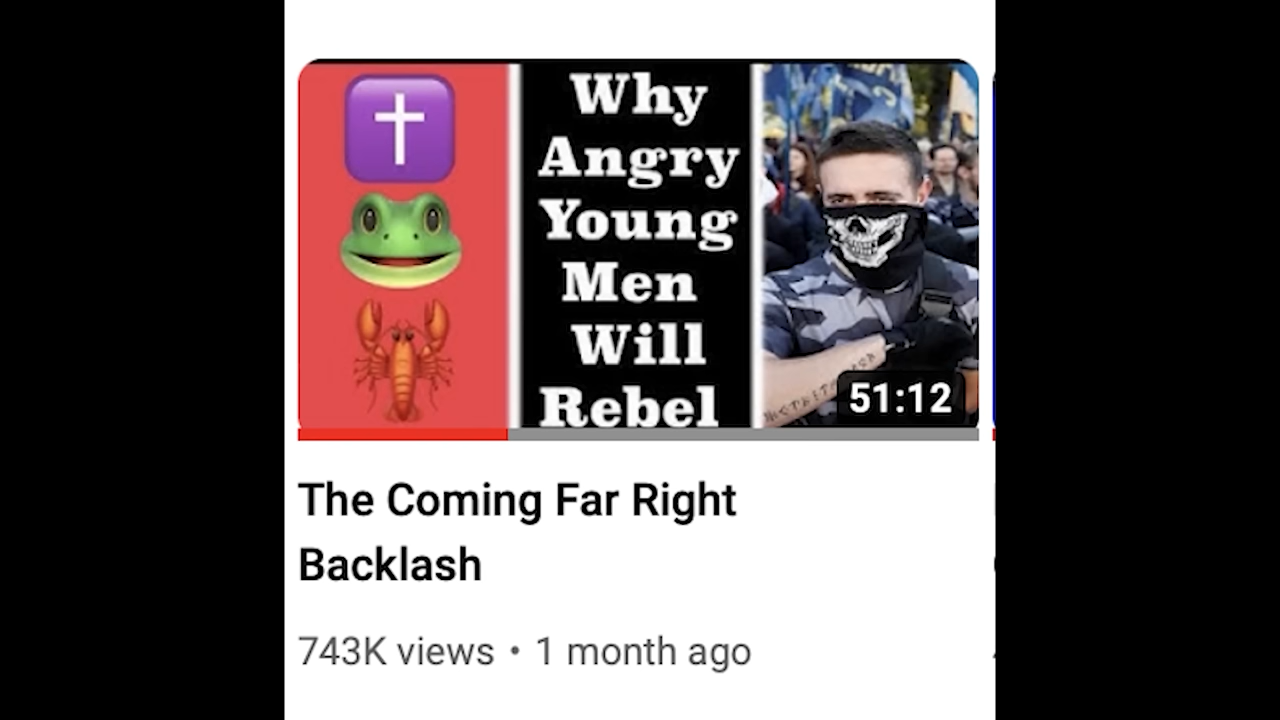 Why
Angry
Young
Men
Will
Rebel
51:12
The Coming Far Right
Backlash
743K views • 1 month ago